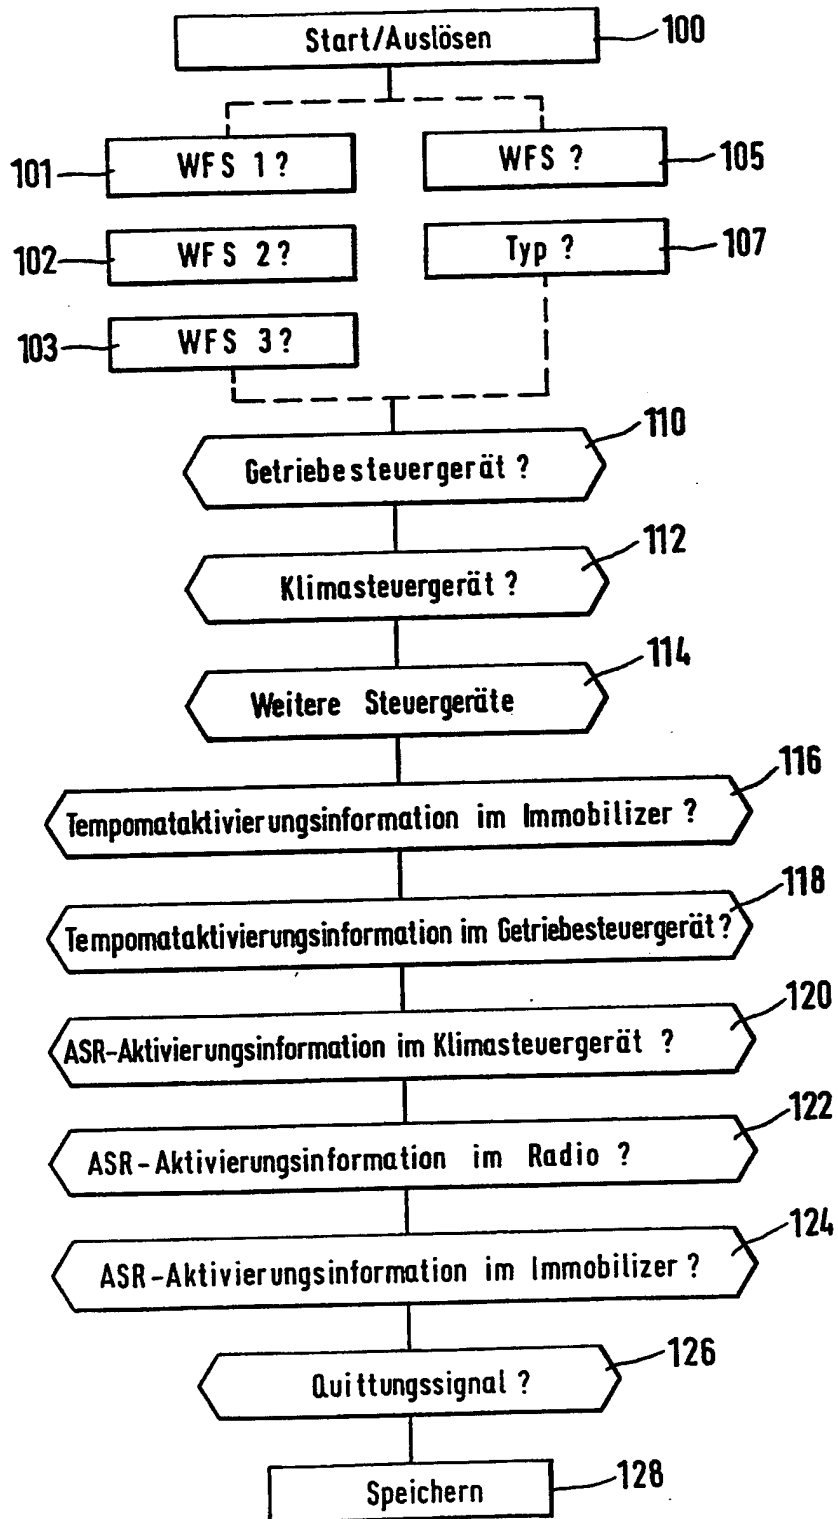 Start/Auslösen 100
101 WFS 1? WFS ? 105
102 WFS 2? Typ ? 107
103 WFS 3?
110
Getriebesteuergerät ?
112
Klimasteuergerät ?
114
Weitere Steuergeräte
116
Tempomataktivierungsinformation im Immobilizer ?
118
Tempomataktivierungsinformation im Getriebesteuergerät?
120
ASR-Aktivierungsinformation im Klimasteuergerät ?
122
ASR-Aktivierungsinformation im Radio ?
124
ASR-Aktivierungsinformation im Immobilizer ?
126
Quittungssignal ?
Speichern 128